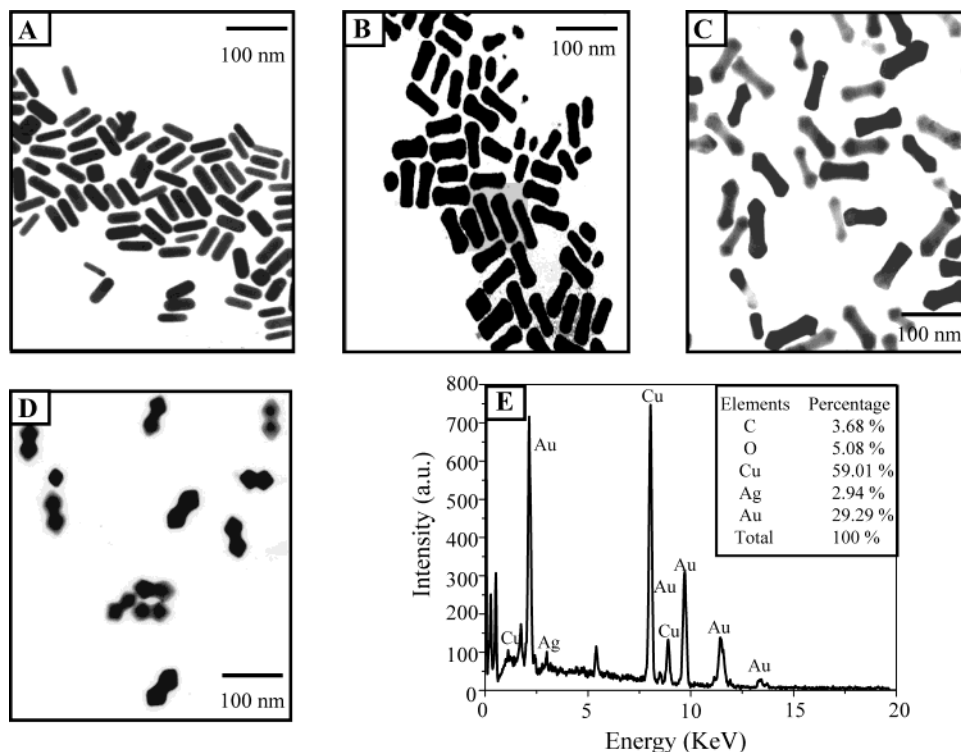 A
100 nm
B
100 nm
C
100 nm
D
100 nm
E
800
700
600
500
400
300
200
100
0
0
5
10
15
20
Intensity (a.u.)
Energy (KeV)
Cu
Au
Ag
Cu
Au
Cu
Au
Au
Au
Elements Percentage
C 3.68 %
O 5.08 %
Cu 59.01 %
Ag 2.94 %
Au 29.29 %
Total 100 %